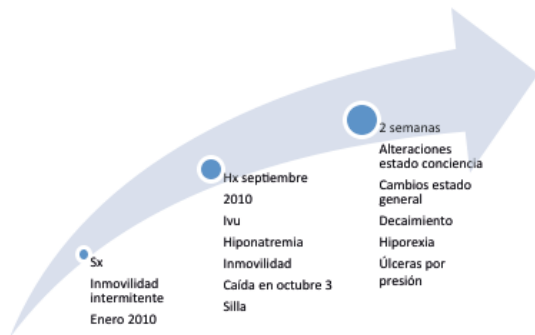 Sx
Inmovilidad
intermitente
Enero 2010
Hx septiembre
2010
Ivu
Hiponatremia
Inmovilidad
Caída en octubre 3
Silla
2 semanas
Alteraciones
estado conciencia
Cambios estado
general
Decaimiento
Hiporexia
Úlceras por
presión